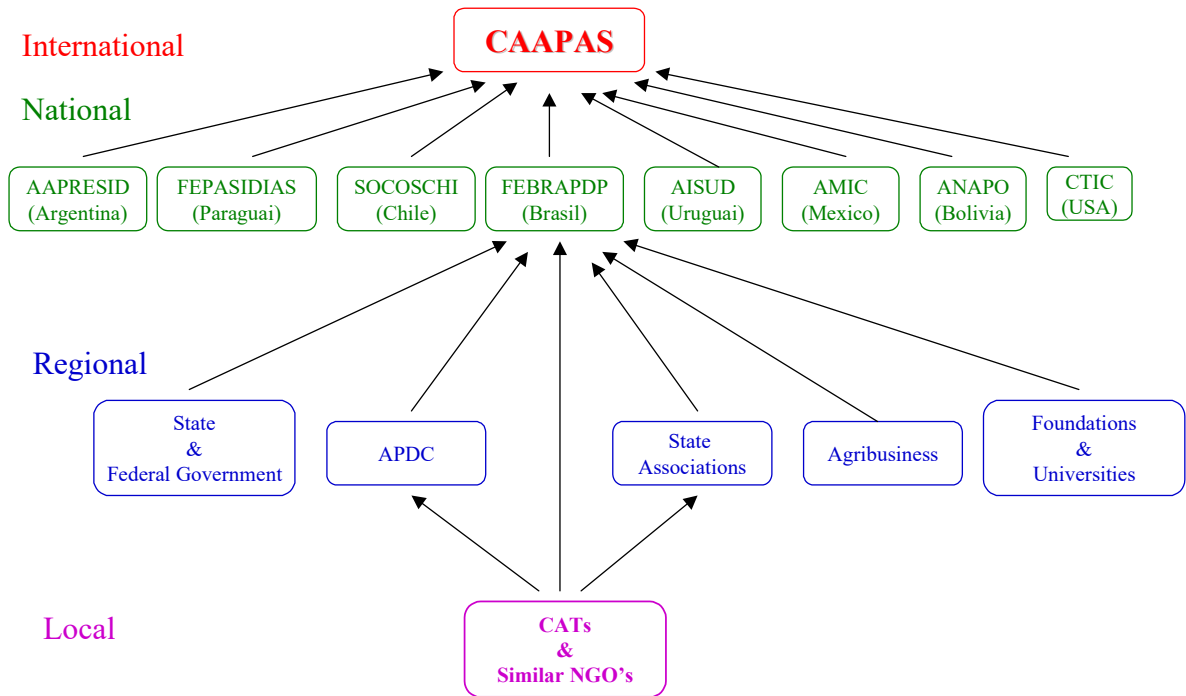 International
CAAPAS
National
AAPRESID
(Argentina)
FEPASIDIAS
(Paraguai)
SOCOSCHI
(Chile)
FEBRAPDP
(Brasil)
AISUD
(Uruguai)
AMIC
(Mexico)
ANAPO
(Bolivia)
CTIC
(USA)
Regional
State
&
Federal Government
APDC
State
Associations
Agribusiness
Foundations
&
Universities
Local
CATs
&
Similar NGO’s